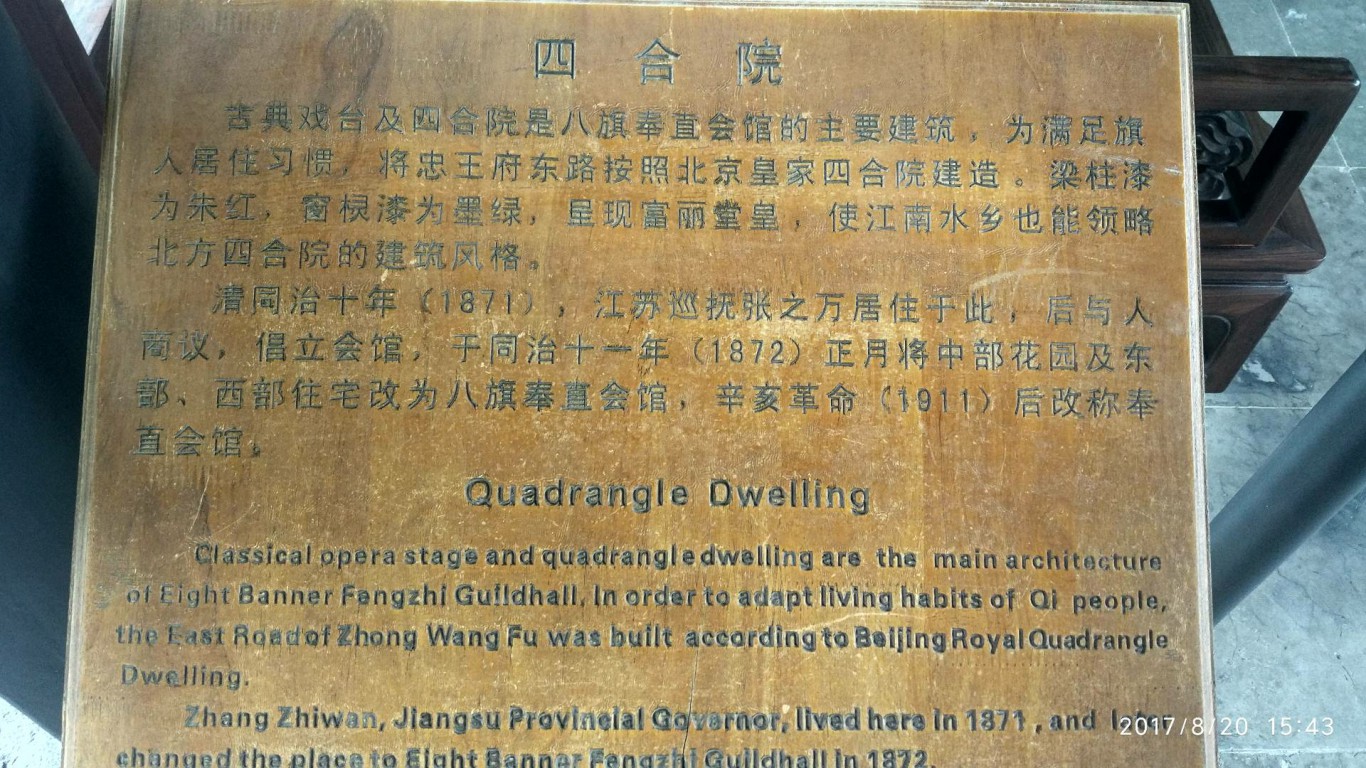 四合院
古典戏台及四合院是八旗奉直会馆的主要建筑，为满足旗
人居住习惯，将忠王府东路按照北京皇家四合院建造。梁柱漆
为朱红，窗棂漆为墨绿，呈现富丽堂皇，使江南水乡也能领略
北方四合院的建筑风格。
清同治十年（1871），江苏巡抚张之万居住于此，后与人
商议，倡立会馆，于同治十一年（1872）正月将中部花园及东
部、西部住宅改为八旗奉直会馆，辛亥革命（1911）后改称奉
直会馆。
Quadrangle Dwelling
Classical opera stage and quadrangle dwelling are the main architecture
of Eight Banner Fengzhi Guildhall. In order to adapt living habits of Qi people,
the East Road of Zhong Wang Fu was built according to Beijing Royal Quadrangle
Dwelling.
Zhang Zhiwan, Jiangsu Provincial Governor, lived here in 1871, and
changed the place to Eight Banner Fengzhi Guildhall in 1872.
2017/8/20 15:43